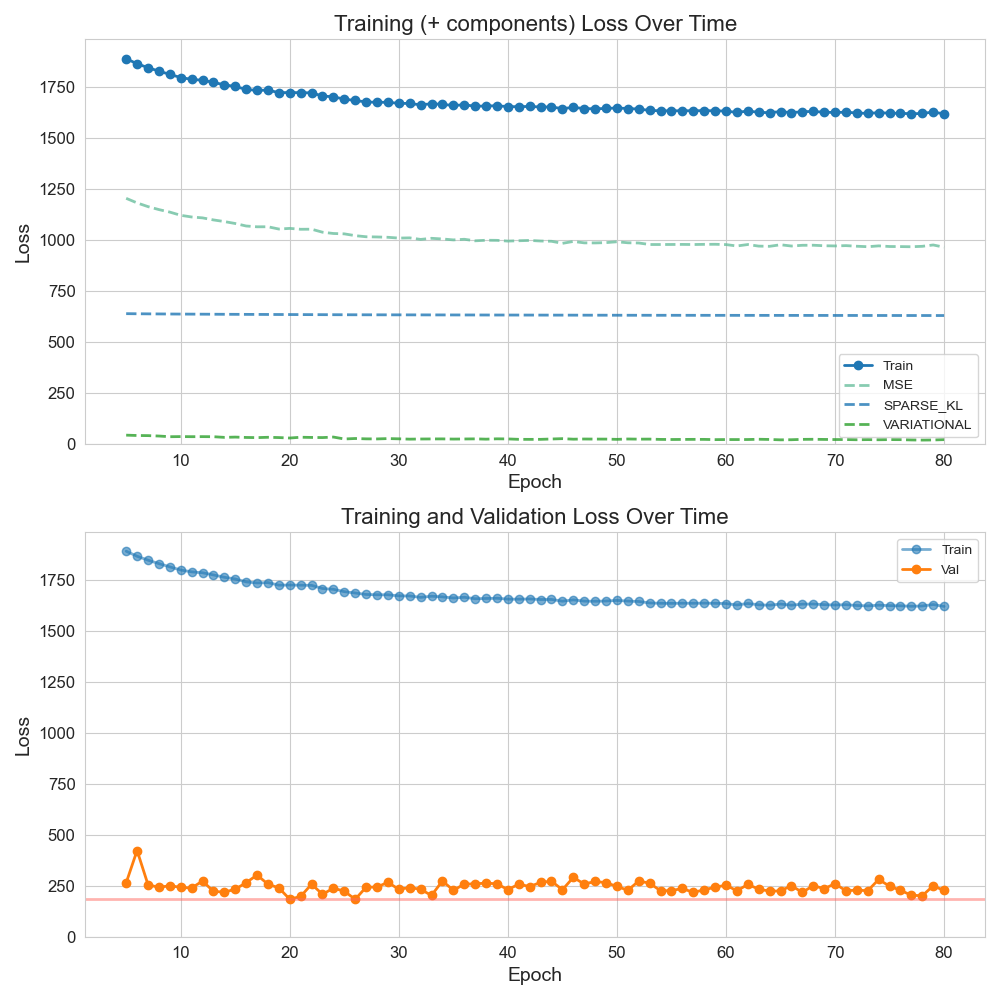 Training (+ components) Loss Over Time
Loss
1750
1500
1250
1000
750
500
250
0
Train
MSE
SPARSE_KL
VARIATIONAL
10 20 30 40 50 60 70 80
Epoch
Training and Validation Loss Over Time
Loss
1750
1500
1250
1000
750
500
250
0
Train
Val
10 20 30 40 50 60 70 80
Epoch